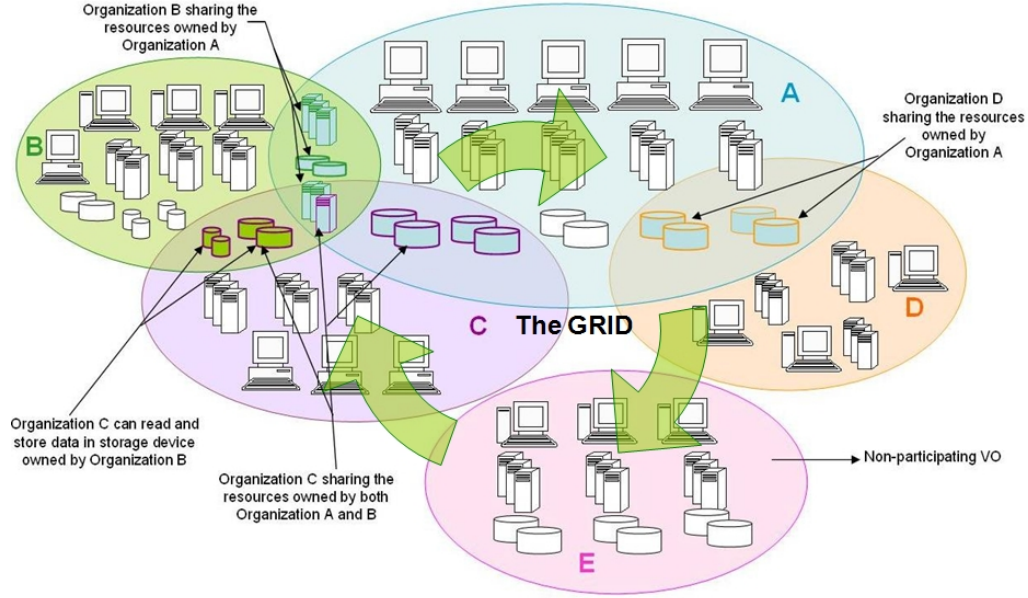 Organization B sharing the
resources owned by
Organization A
A
Organization D
sharing the resources
owned by
Organization A
B
C
The GRID
D
Organization C can read and
store data in storage device
owned by Organization B
Organization C sharing the
resources owned by both
Organization A and B
Non-participating VO
E